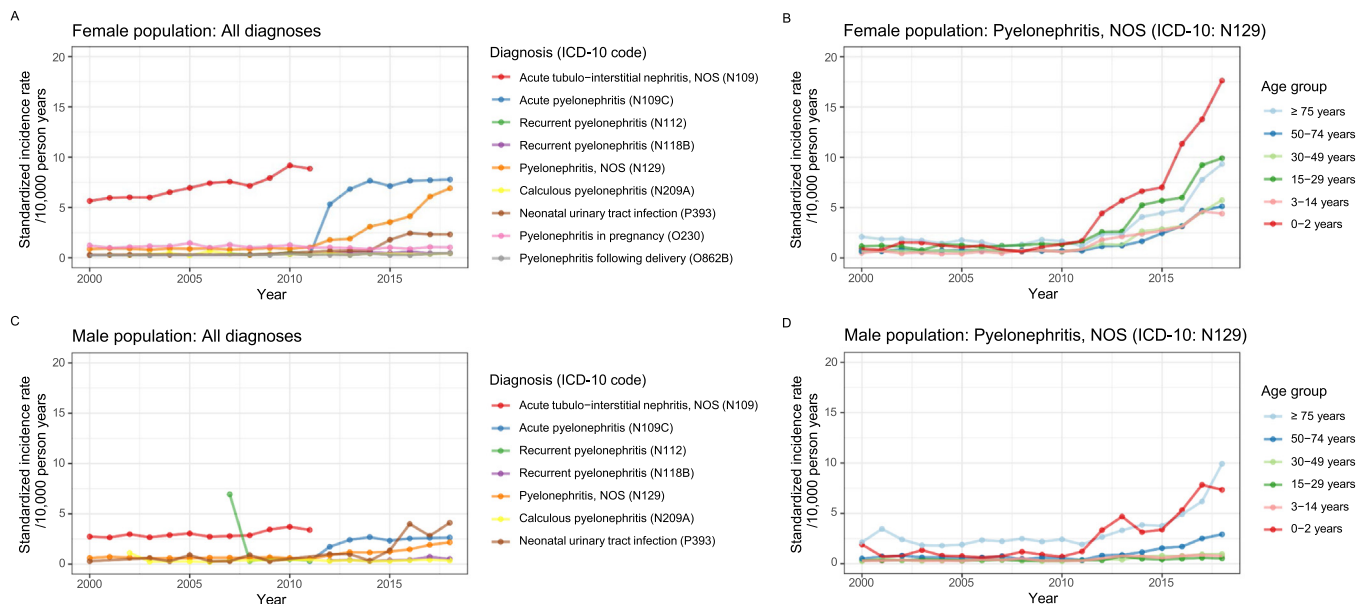 A
Female population: All diagnoses
Standardized incidence rate
/10,000 person years
20
15
10
5
0
2000
2005
2010
2015
Year
Diagnosis (ICD-10 code)
Acute tubulo-interstitial nephritis, NOS (N109)
Acute pyelonephritis (N109C)
Recurrent pyelonephritis (N112)
Recurrent pyelonephritis (N118B)
Pyelonephritis, NOS (N129)
Calculous pyelonephritis (N209A)
Neonatal urinary tract infection (P393)
Pyelonephritis in pregnancy (O230)
Pyelonephritis following delivery (O862B)
B
Female population: Pyelonephritis, NOS (ICD-10: N129)
Standardized incidence rate
/10,000 person years
20
15
10
5
0
2000
2005
2010
2015
Year
Age group
≥ 75 years
50-74 years
30-49 years
15-29 years
3-14 years
0-2 years
C
Male population: All diagnoses
Standardized incidence rate
/10,000 person years
20
15
10
5
0
2000
2005
2010
2015
Year
Diagnosis (ICD-10 code)
Acute tubulo-interstitial nephritis, NOS (N109)
Acute pyelonephritis (N109C)
Recurrent pyelonephritis (N112)
Recurrent pyelonephritis (N118B)
Pyelonephritis, NOS (N129)
Calculous pyelonephritis (N209A)
Neonatal urinary tract infection (P393)
D
Male population: Pyelonephritis, NOS (ICD-10: N129)
Standardized incidence rate
/10,000 person years
20
15
10
5
0
2000
2005
2010
2015
Year
Age group
≥ 75 years
50-74 years
30-49 years
15-29 years
3-14 years
0-2 years